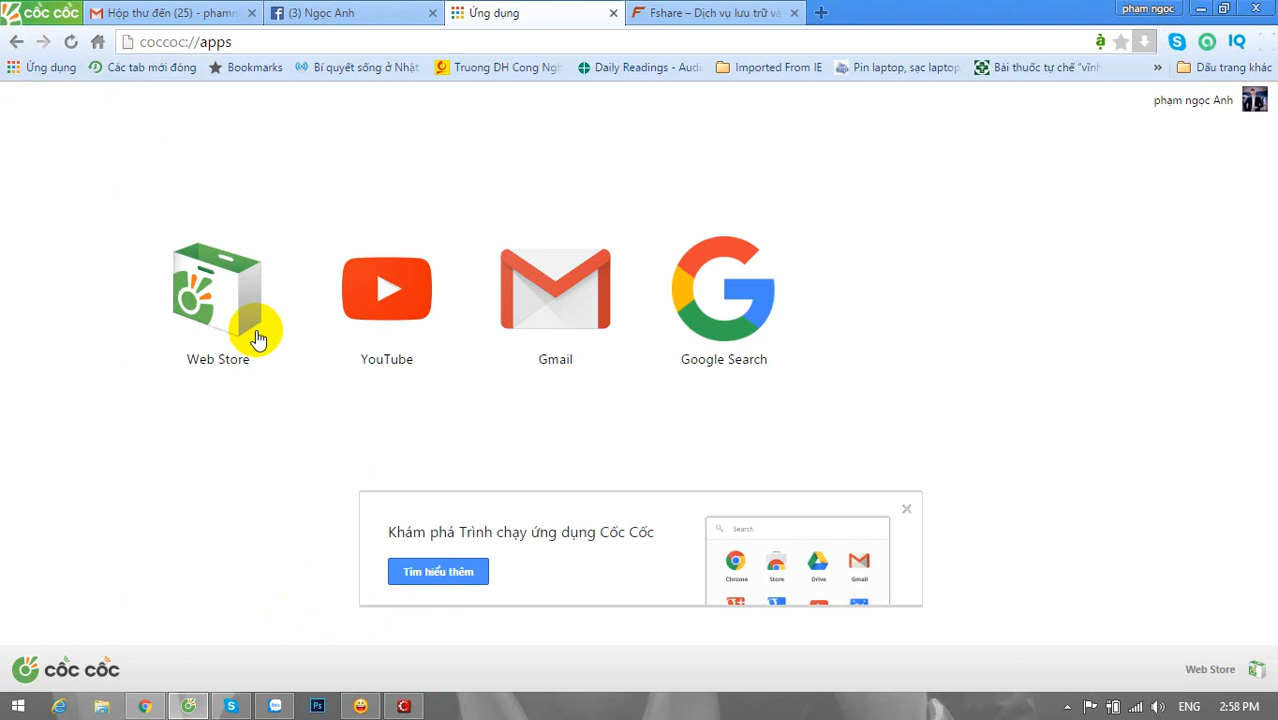 cốc cốc
Hộp thư đến (25) - phamn
(3) Ngọc Anh
Ứng dụng
Fshare – Dịch vụ lưu trữ và
phạm ngọc
coccoc://apps
Ứng dụng
Các tab mới đóng
Bookmarks
Bí quyết sống ở Nhật
Truong DH Cong Ngh
Daily Readings - Audi
Imported From IE
Pin laptop, sạc laptop,
Bài thuốc tự chế "vĩnh
»
Dấu trang khác
phạm ngọc Anh
Web Store
YouTube
Gmail
Google Search
Khám phá Trình chạy ứng dụng Cốc Cốc
Tìm hiểu thêm
Search
Chrome
Store
Drive
Gmail
cốc cốc
Web Store
Ps
ENG
2:58 PM